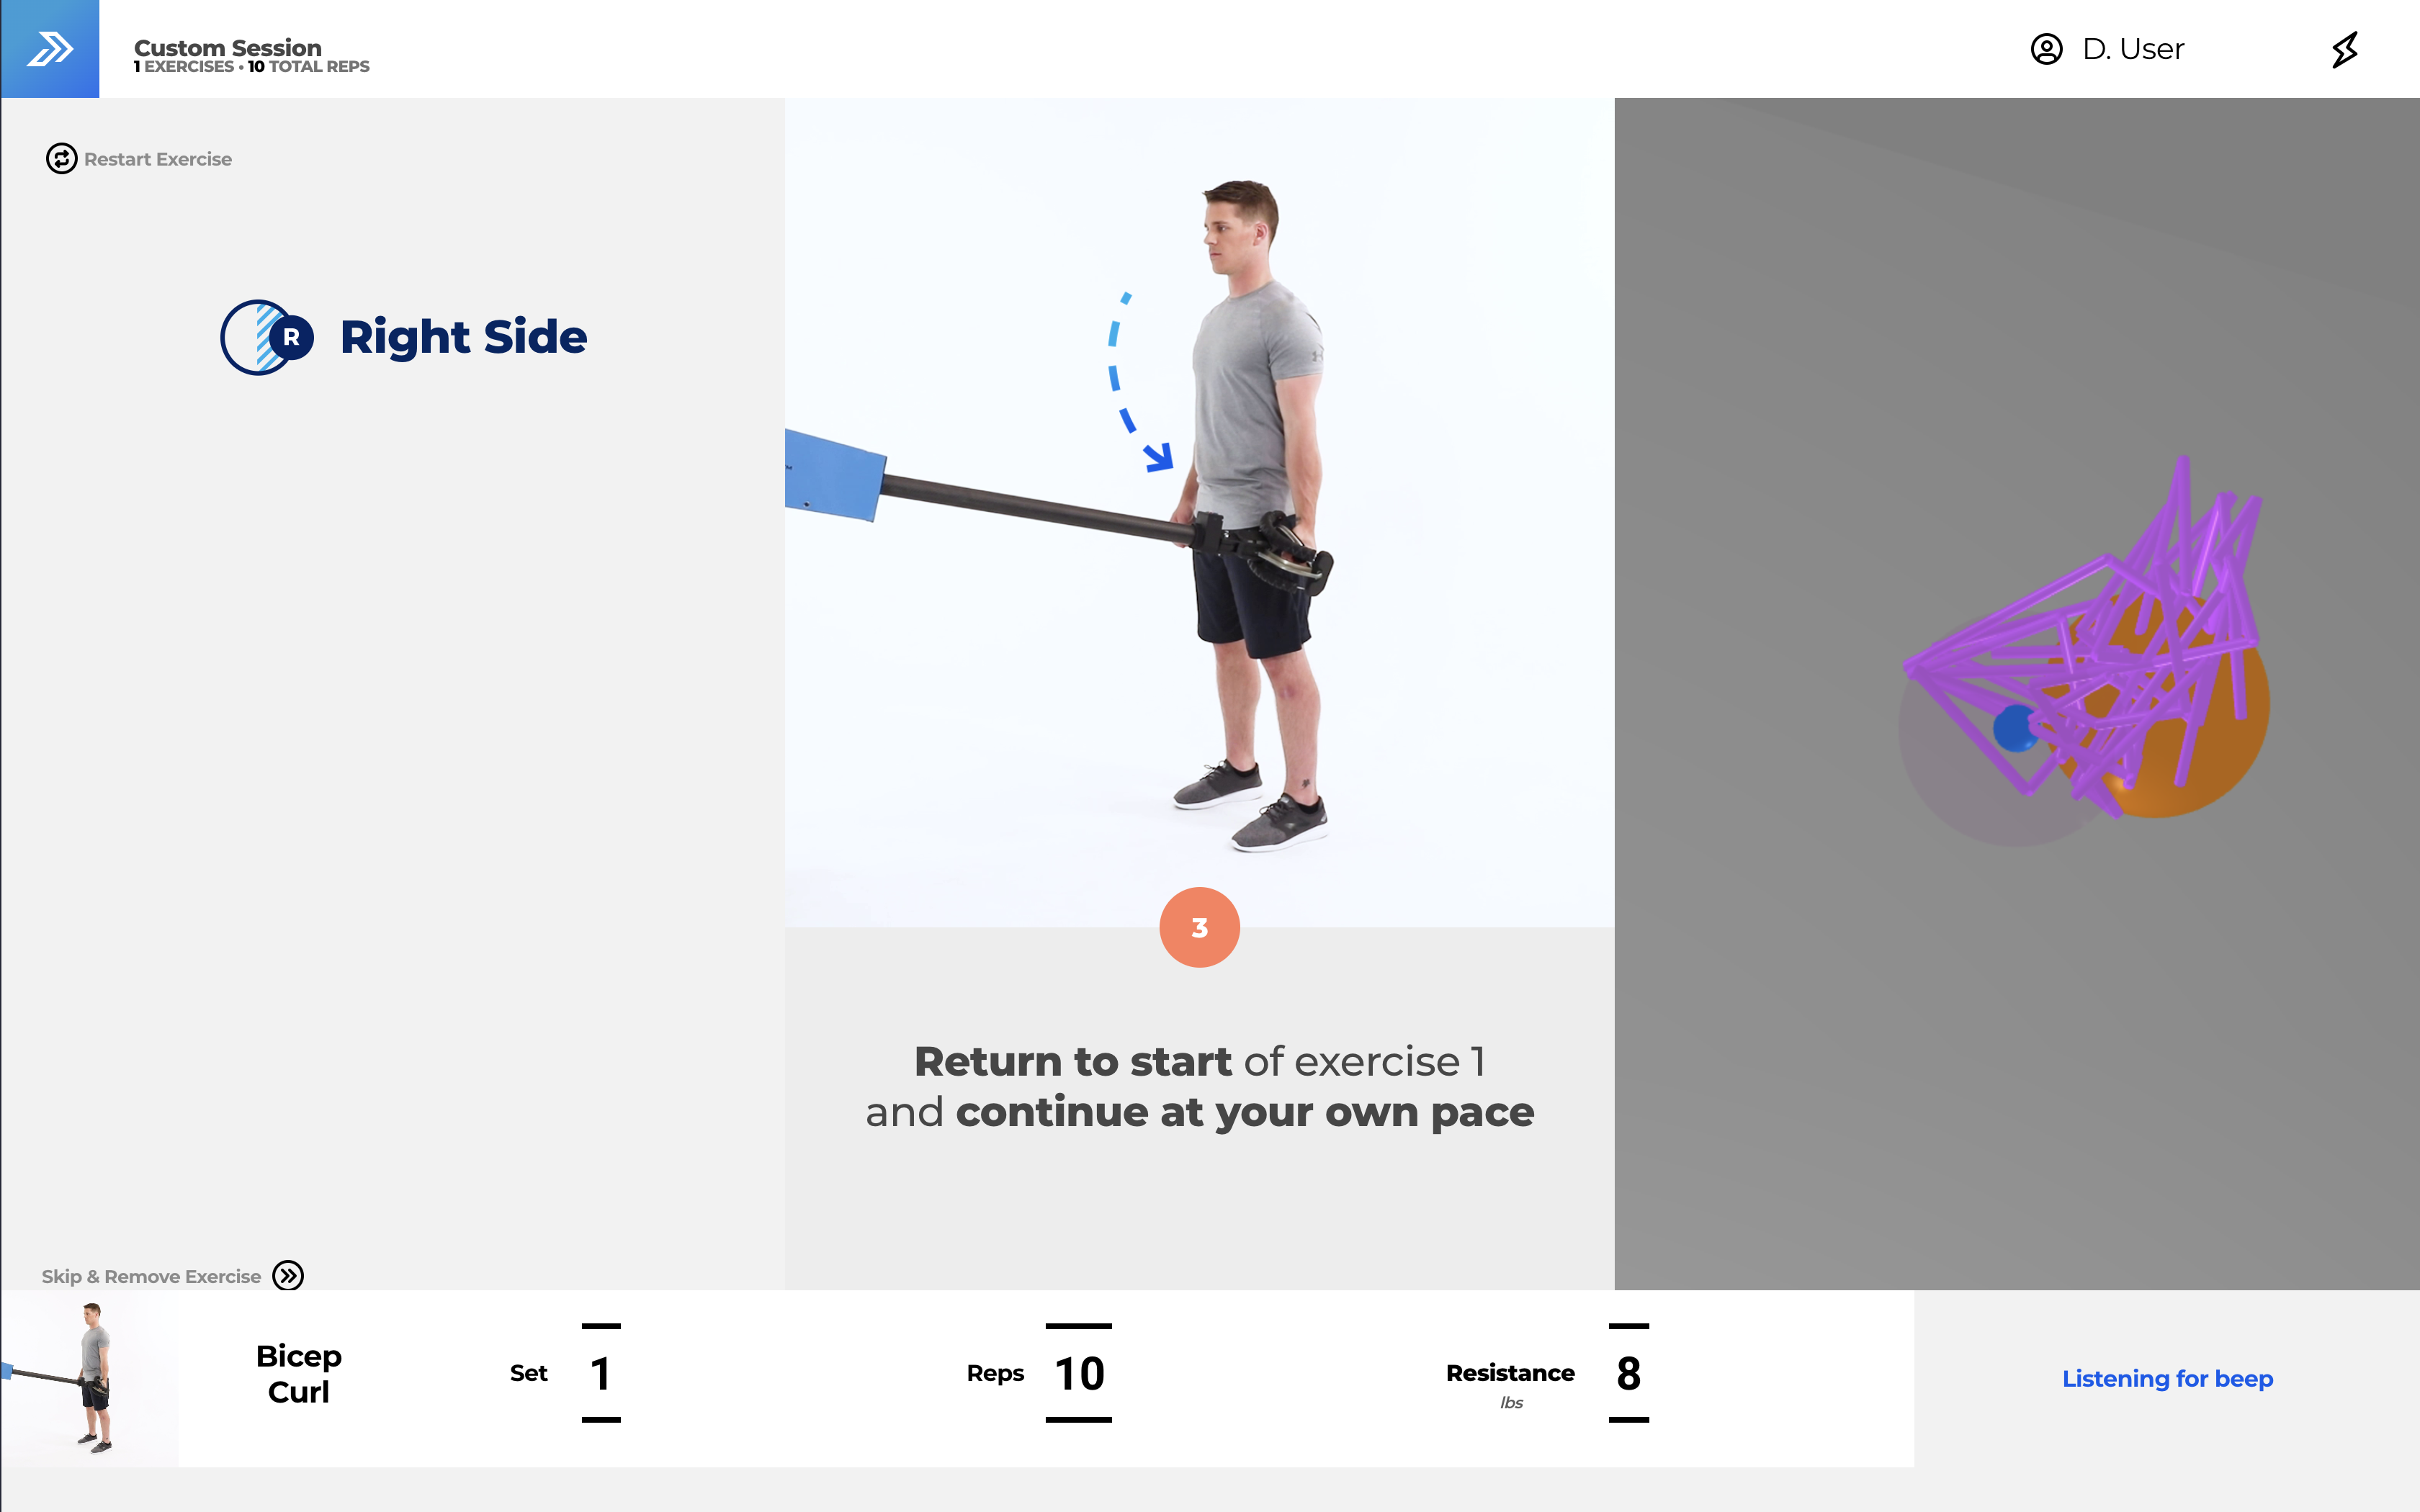 Custom Session
1 EXERCISES • 10 TOTAL REPS
D. User
Restart Exercise
R
Right Side
3
Return to start of exercise 1
and continue at your own pace
Skip & Remove Exercise
Bicep
Curl
Set
1
Reps
10
Resistance
lbs
8
Listening for beep